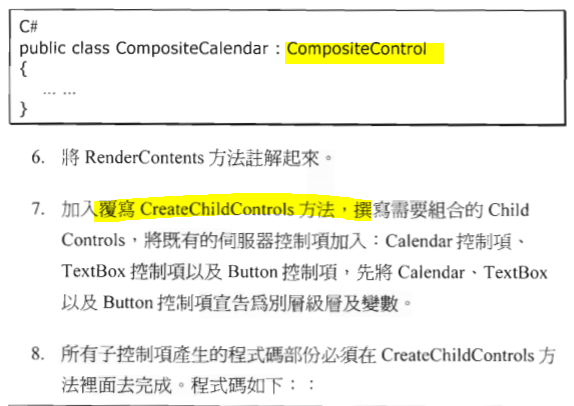 C#
public class CompositeCalendar : CompositeControl
{
... ...
}
6. 將 RenderContents 方法註解起來。
7. 加入覆寫 CreateChildControls 方法，撰寫需要組合的 Child
Controls，將既有的伺服器控制項加入：Calendar 控制項、
TextBox 控制項以及 Button 控制項，先將 Calendar、TextBox
以及 Button 控制項宣告爲別層級層及變數。
8. 所有子控制項產生的程式碼部份必須在 CreateChildControls 方
法裡面去完成。程式碼如下：：